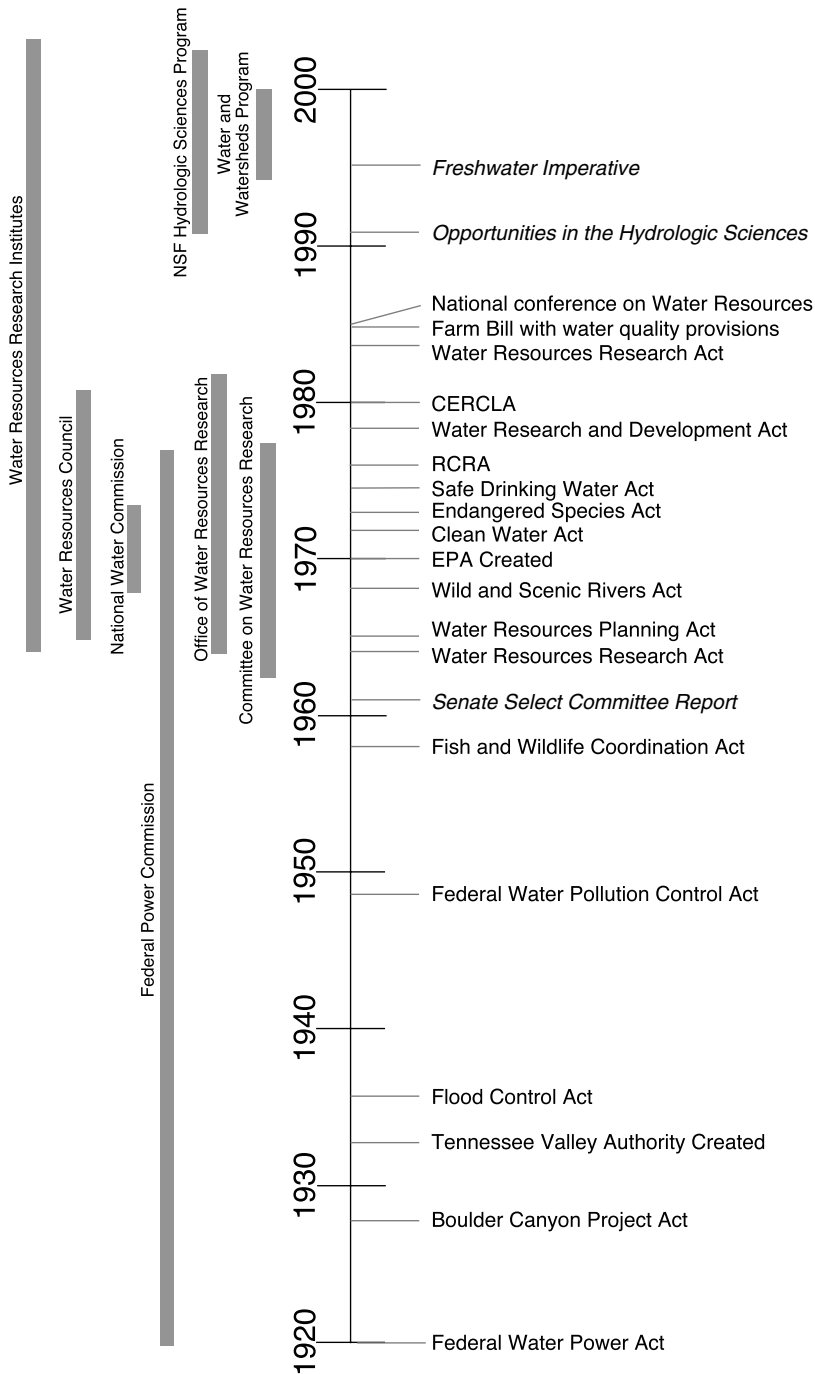 Water Resources Research Institutes
Water Resources Council
National Water Commission
Federal Power Commission
NSF Hydrologic Sciences Program
Office of Water Resources Research
Water and
Watersheds Program
Committee on Water Resources Research
2000
1990
1980
1970
1960
1950
1940
1930
1920
Freshwater Imperative
Opportunities in the Hydrologic Sciences
National conference on Water Resources
Farm Bill with water quality provisions
Water Resources Research Act
CERCLA
Water Research and Development Act
RCRA
Safe Drinking Water Act
Endangered Species Act
Clean Water Act
EPA Created
Wild and Scenic Rivers Act
Water Resources Planning Act
Water Resources Research Act
Senate Select Committee Report
Fish and Wildlife Coordination Act
Federal Water Pollution Control Act
Flood Control Act
Tennessee Valley Authority Created
Boulder Canyon Project Act
Federal Water Power Act